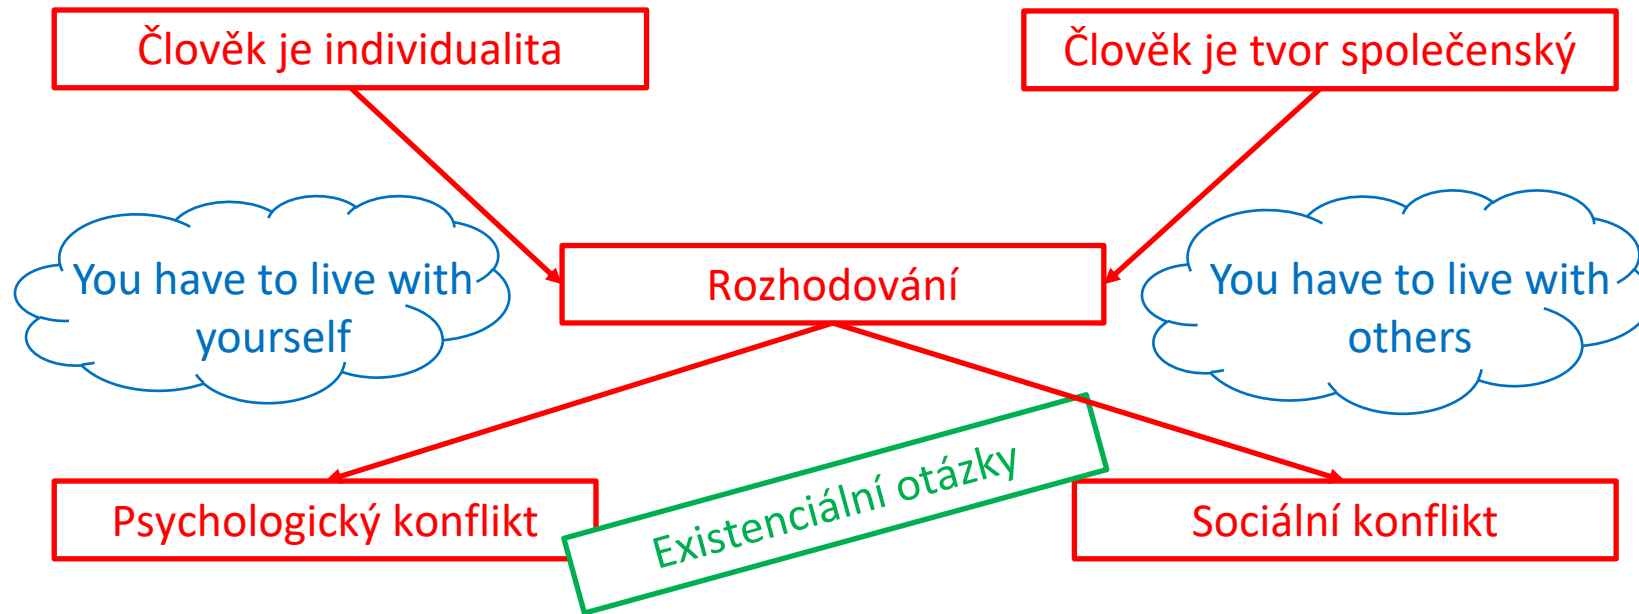 Člověk je individualita
Člověk je tvor společenský
You have to live with
yourself
Rozhodování
You have to live with
others
Psychologický konflikt
Existenciální otázky
Sociální konflikt